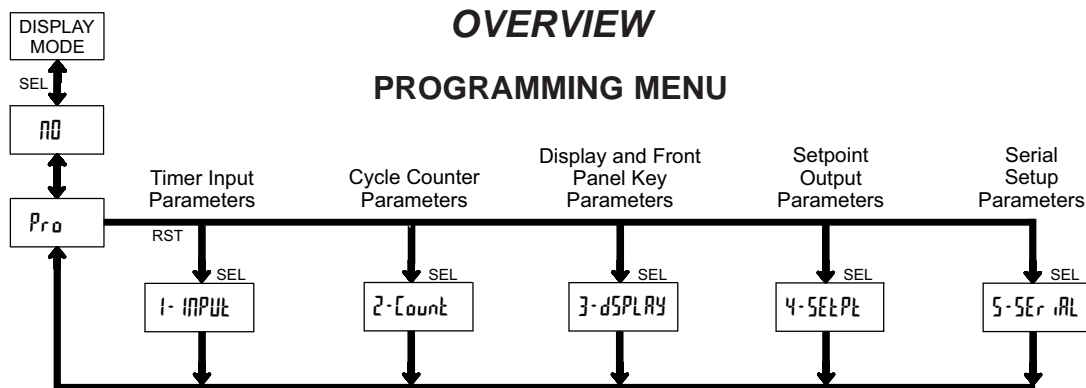 OVERVIEW
PROGRAMMING MENU
DISPLAY
MODE
SEL
NO
Pro
RST
Timer Input
Parameters
Cycle Counter
Parameters
Display and Front
Panel Key
Parameters
Setpoint
Output
Parameters
Serial
Setup
Parameters
SEL
SEL
SEL
SEL
SEL
1-INPUt
2-Count
3-dSPLAY
4-SEtPt
5-SErIAL